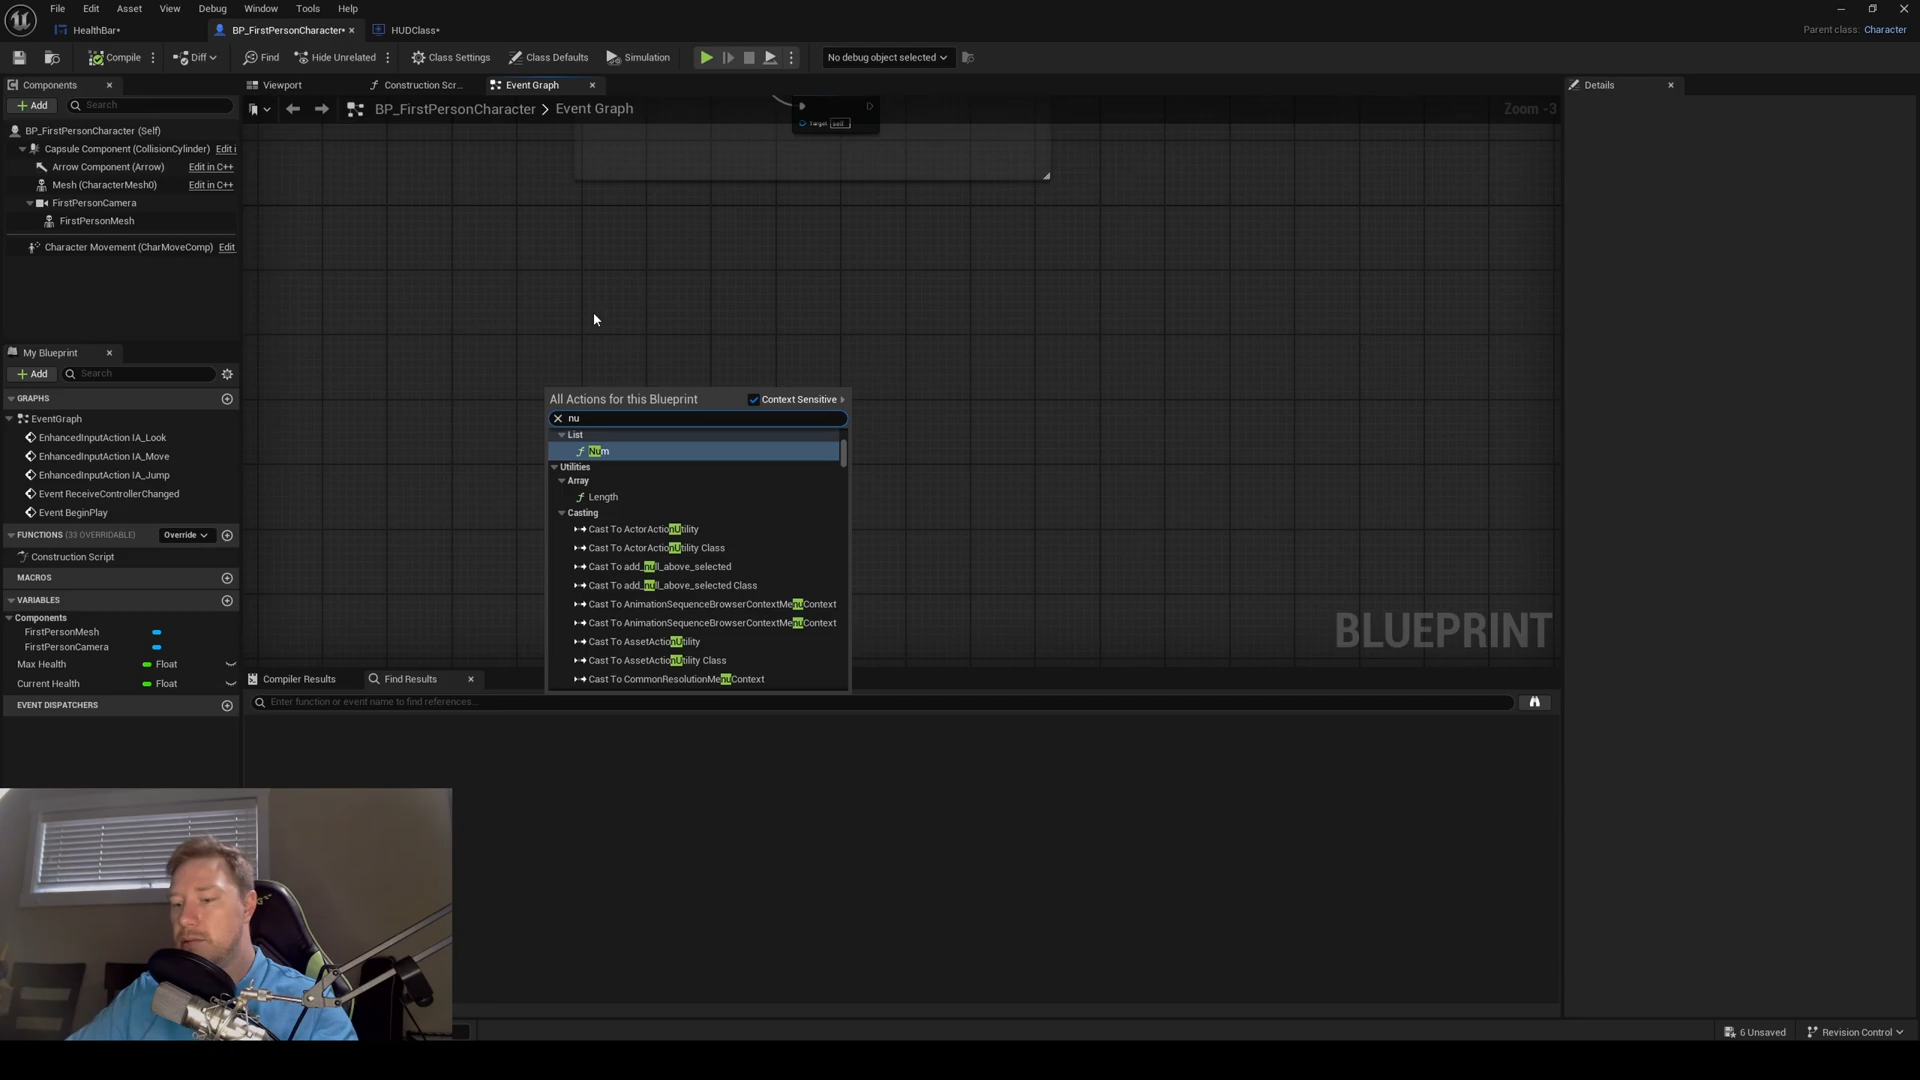 File Edit Asset View Window Debug Tools Help
HealthBar•
BP_FirstPersonCharacter•
HUDClass•
Parent class: Character
Compile
Diff
Find
Hide Unrelated
Class Settings
Class Defaults
Simulation
No debug object selected
Components
Viewport
Construction Scr...
Event Graph
Details
Add
Search
BP_FirstPersonCharacter > Event Graph
Zoom -3
BP_FirstPersonCharacter (Self)
Capsule Component (CollisionCylinder) Edit i
Arrow Component (Arrow) Edit in C++
Mesh (CharacterMesh0) Edit in C++
FirstPersonCamera
FirstPersonMesh
Character Movement (CharMoveComp) Edit
Target self
My Blueprint
Add
Search
GRAPHS
EventGraph
EnhancedInputAction IA_Look
EnhancedInputAction IA_Move
EnhancedInputAction IA_Jump
Event ReceiveControllerChanged
Event BeginPlay
FUNCTIONS (33 OVERRIDABLE) Override
Construction Script
MACROS
VARIABLES
Components
FirstPersonMesh
FirstPersonCamera
Max Health Float
Current Health Float
EVENT DISPATCHERS
All Actions for this Blueprint Context Sensitive
nu
List
Num
Utilities
Array
Length
Casting
Cast To ActorActionUtility
Cast To ActorActionUtility Class
Cast To add_null_above_selected
Cast To add_null_above_selected Class
Cast To AnimationSequenceBrowserContextMenuContext
Cast To AnimationSequenceBrowserContextMenuContext
Cast To AssetActionUtility
Cast To AssetActionUtility Class
Cast To CommonResolutionMenuContext
BLUEPRINT
Compiler Results
Find Results
Enter function or event name to find references...
6 Unsaved
Revision Control